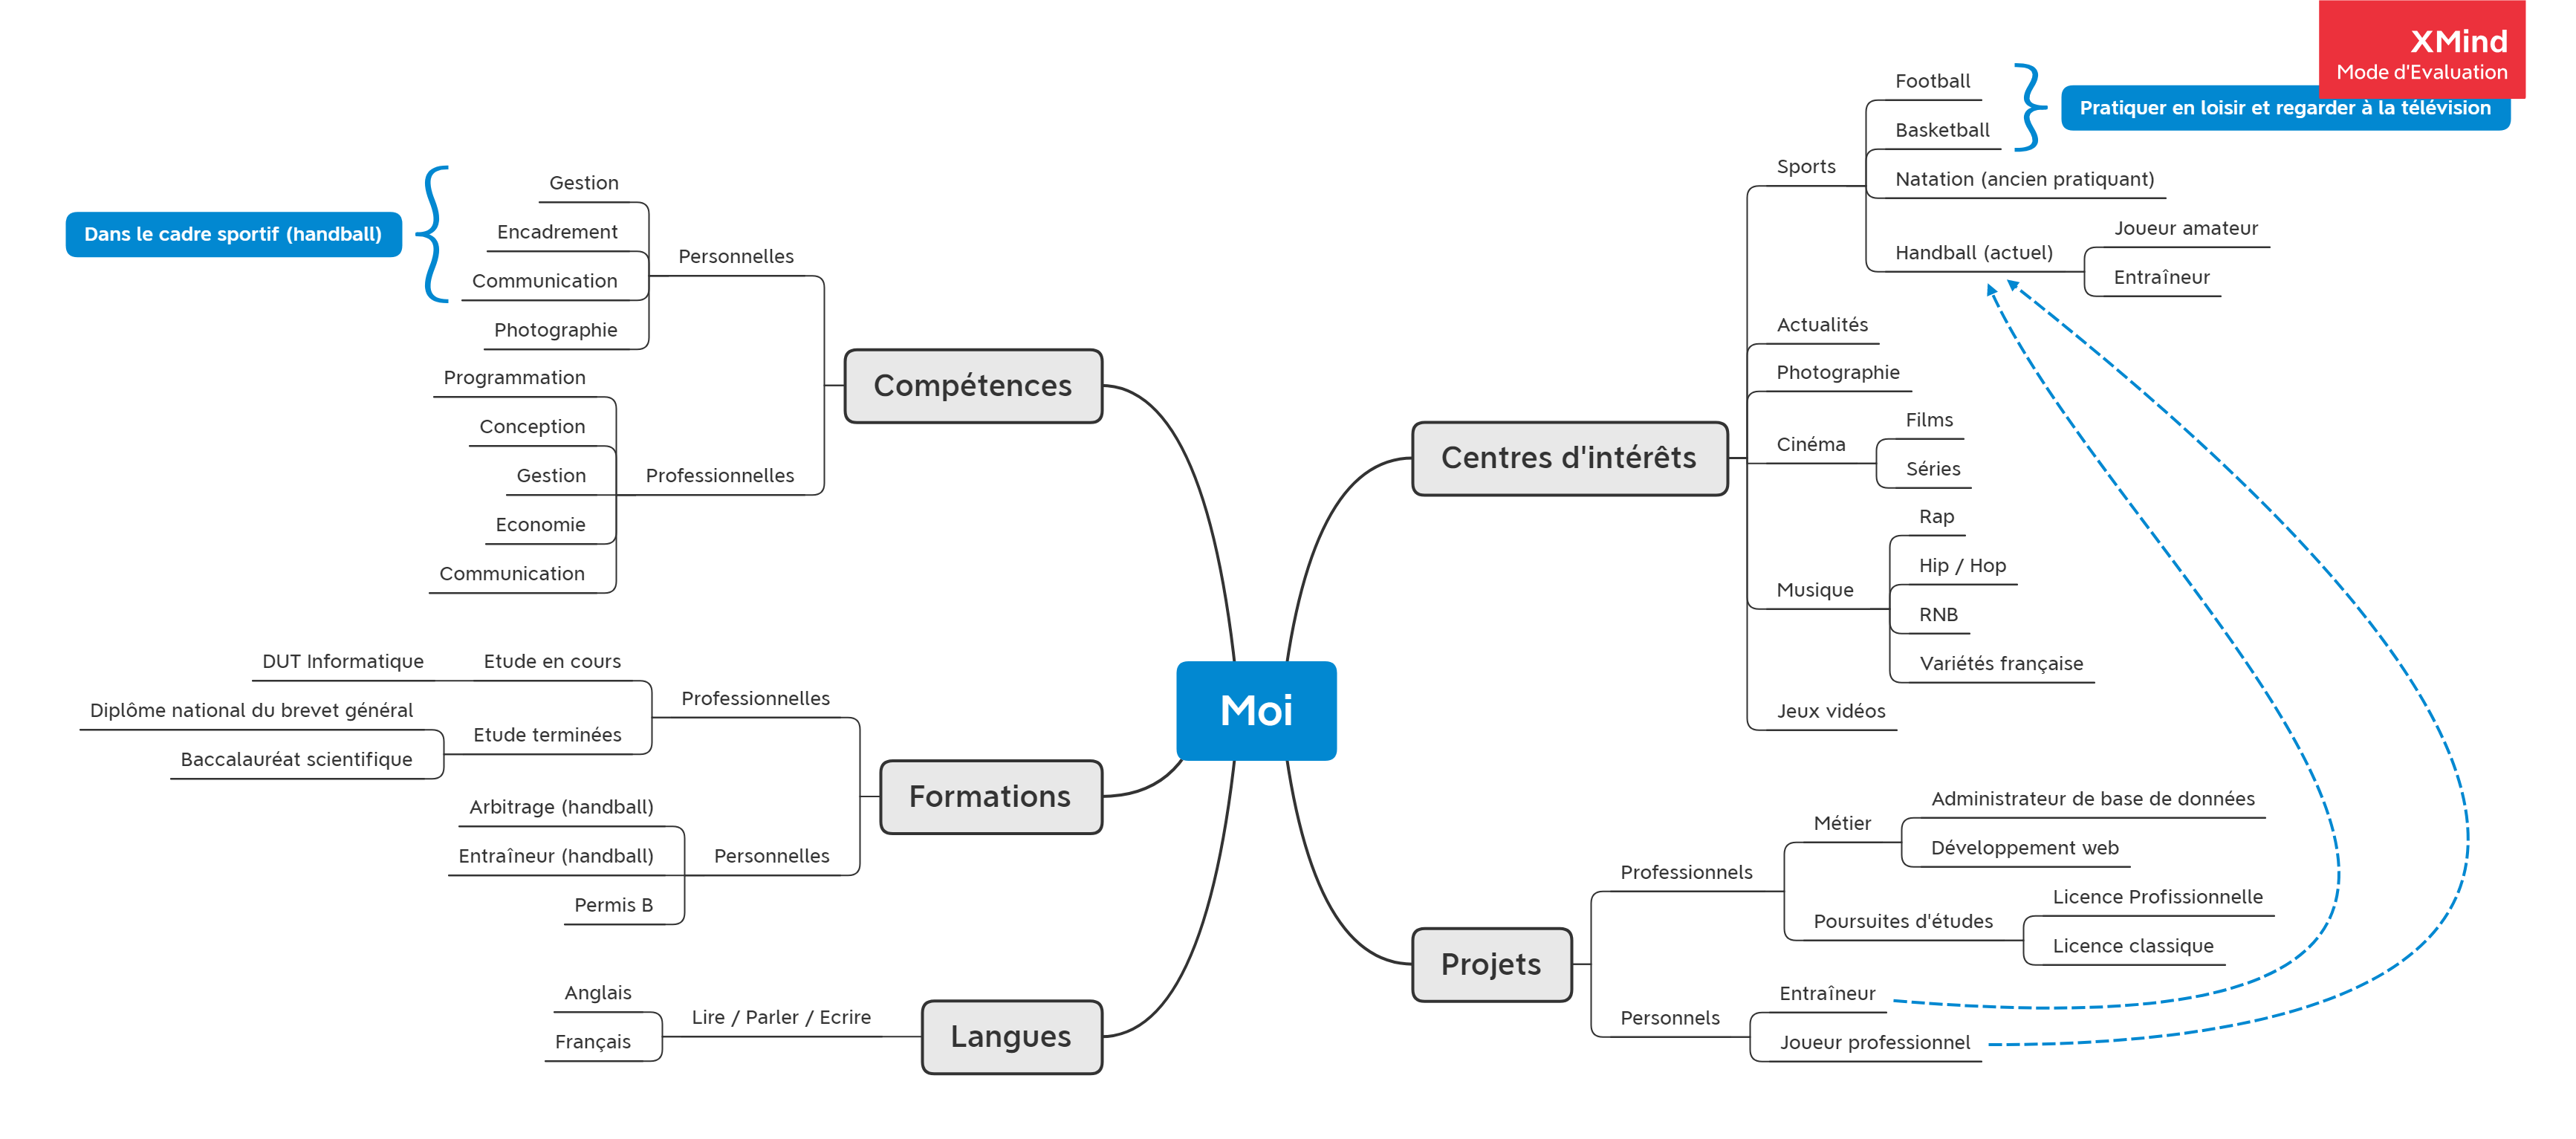 XMind
Mode d'Evaluation
Moi
Compétences
Personnelles
Gestion
Encadrement
Communication
Dans le cadre sportif (handball)
Photographie
Professionnelles
Programmation
Conception
Gestion
Economie
Communication
Formations
Professionnelles
Etude en cours
DUT Informatique
Etude terminées
Diplôme national du brevet général
Baccalauréat scientifique
Personnelles
Arbitrage (handball)
Entraîneur (handball)
Permis B
Langues
Lire / Parler / Ecrire
Anglais
Français
Centres d'intérêts
Sports
Football
Basketball
Pratiquer en loisir et regarder à la télévision
Natation (ancien pratiquant)
Handball (actuel)
Joueur amateur
Entraîneur
Actualités
Photographie
Cinéma
Films
Séries
Musique
Rap
Hip / Hop
RNB
Variétés française
Jeux vidéos
Projets
Professionnels
Métier
Administrateur de base de données
Développement web
Poursuites d'études
Licence Profissionnelle
Licence classique
Personnels
Entraîneur
Joueur professionnel